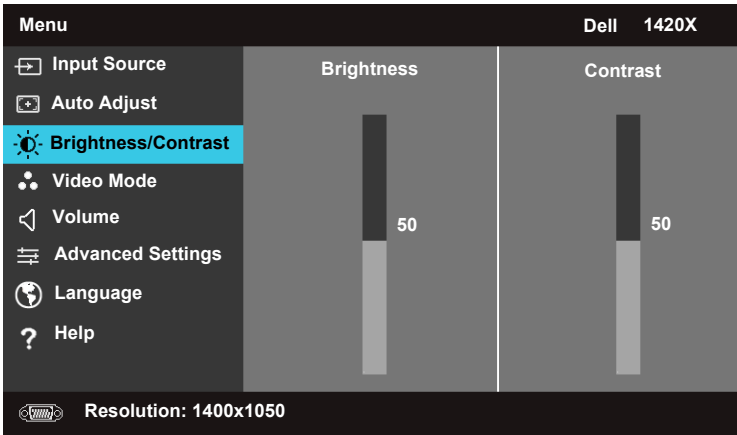 Menu
Dell 1420X
Input Source
Auto Adjust
Brightness/Contrast
Video Mode
Volume
Advanced Settings
Language
Help
Brightness
50
Contrast
50
Resolution: 1400x1050